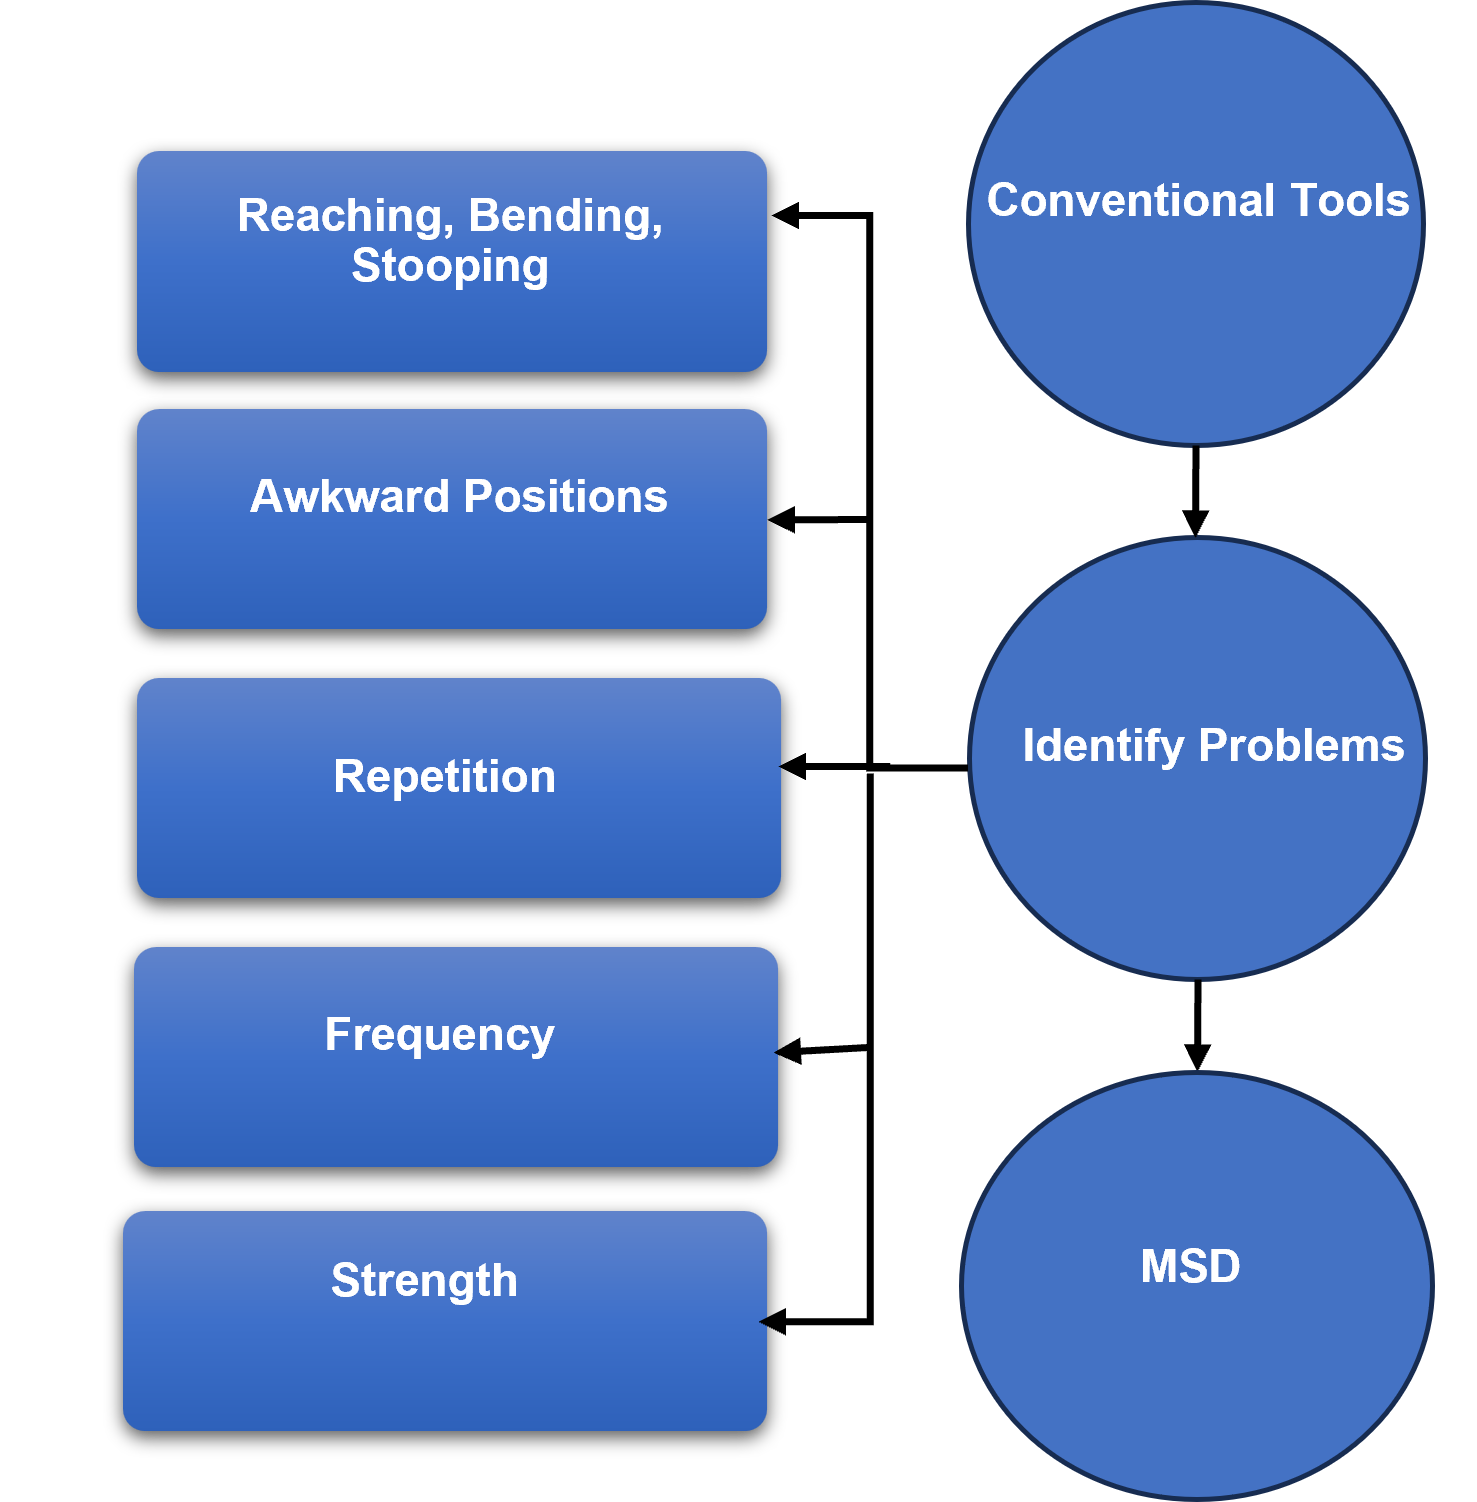 Conventional Tools
Reaching, Bending,
Stooping
Awkward Positions
Identify Problems
Repetition
Frequency
MSD
Strength